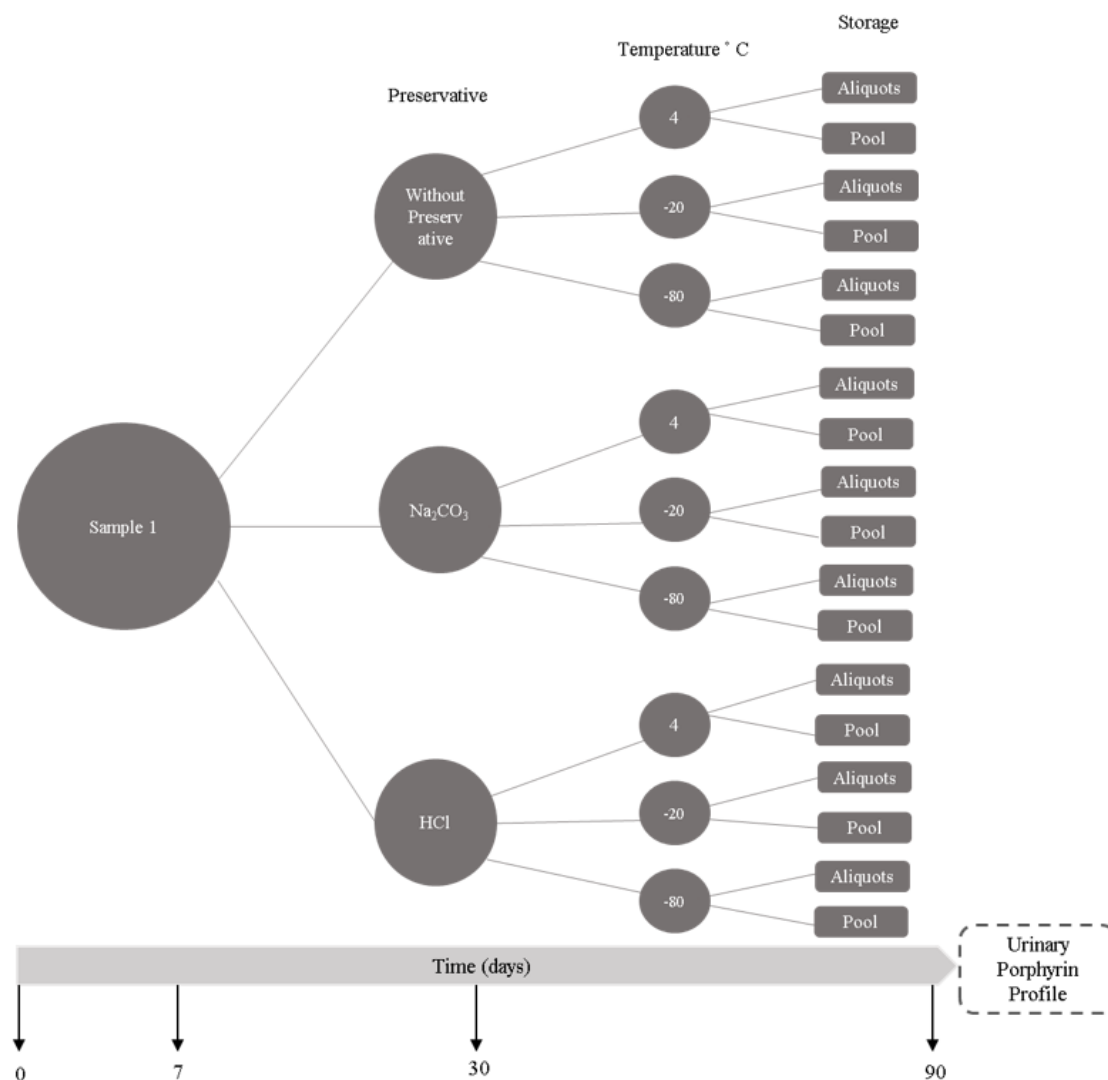 Storage
Temperature ° C
Preservative
Aliquots
4
Pool
Without
Preserv
ative
Aliquots
-20
Pool
Aliquots
-80
Pool
Aliquots
4
Pool
Aliquots
Na₂CO₃
-20
Pool
Aliquots
-80
Pool
Sample 1
Aliquots
4
Pool
Aliquots
HCl
-20
Pool
Aliquots
-80
Pool
Time (days)
Urinary
Porphyrin
Profile
0
7
30
90